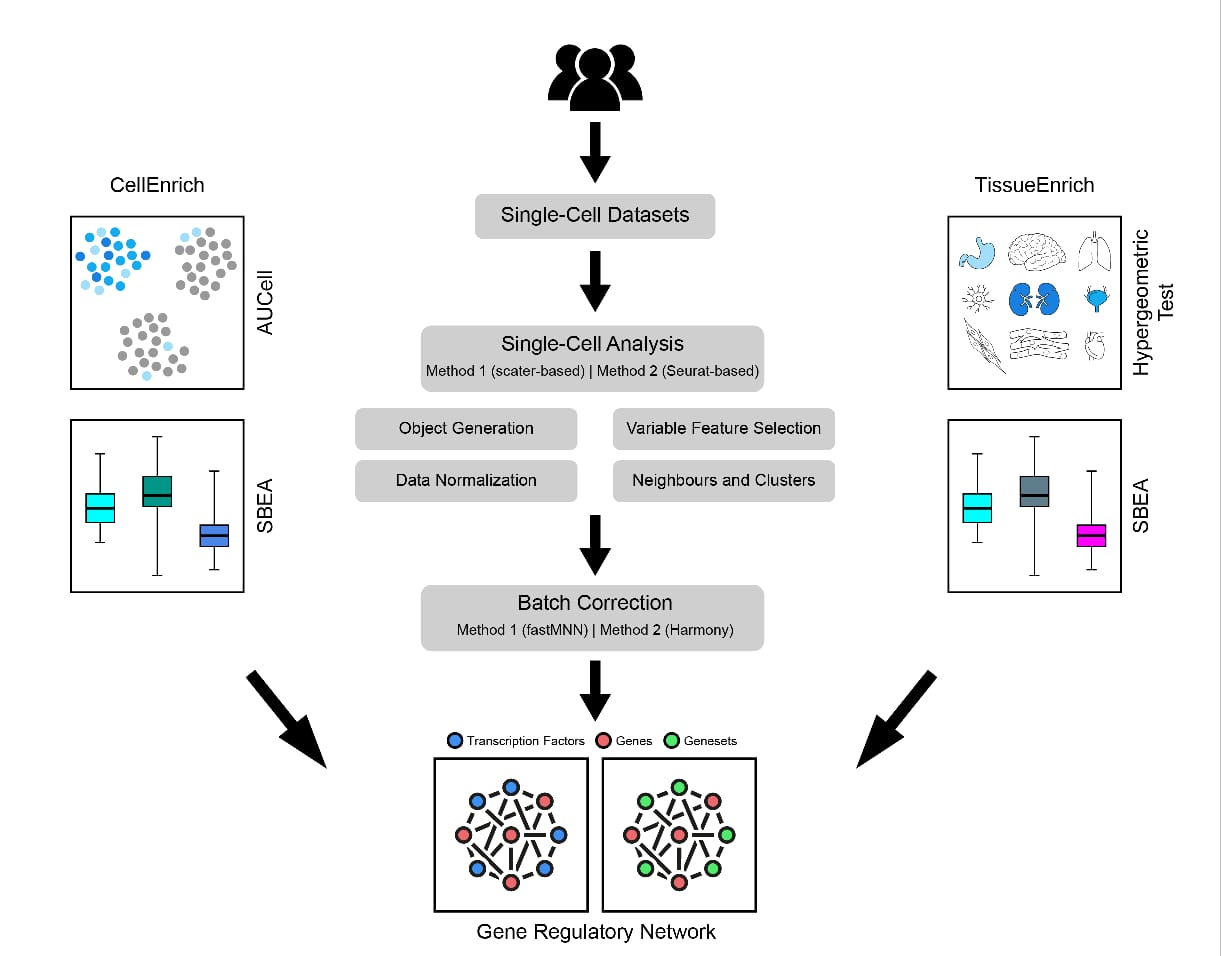 CellEnrich
AUCell
SBEA
Single-Cell Datasets
Single-Cell Analysis
Method 1 (scater-based) | Method 2 (Seurat-based)
Object Generation
Variable Feature Selection
Data Normalization
Neighbours and Clusters
Batch Correction
Method 1 (fastMNN) | Method 2 (Harmony)
Transcription Factors
Genes
Genesets
Gene Regulatory Network
TissueEnrich
Hypergeometric
Test
SBEA